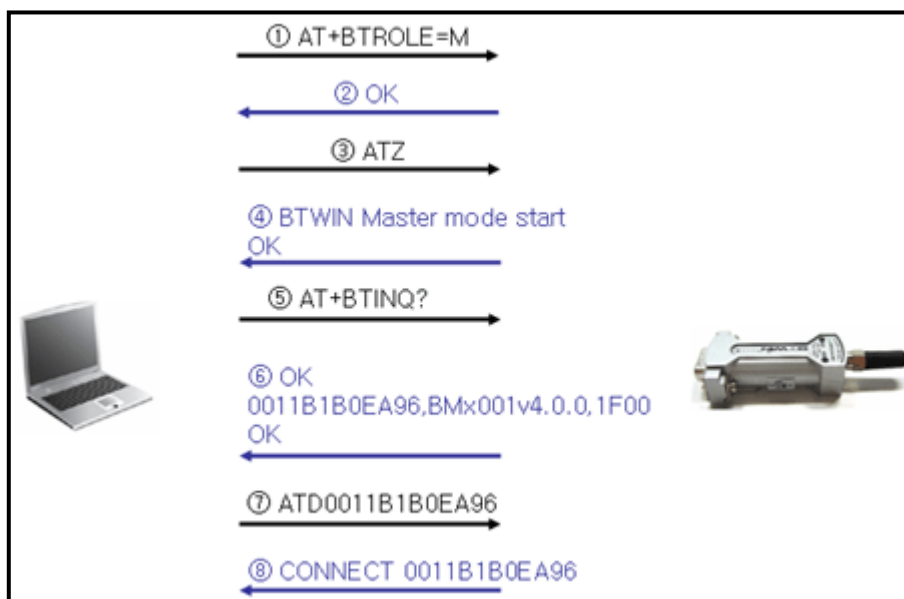 ① AT+BTROLE=M
② OK
③ ATZ
④ BTWIN Master mode start
OK
⑤ AT+BTINQ?
⑥ OK
0011B1B0EA96,BMx001v4.0.0,1F00
OK
⑦ ATD0011B1B0EA96
⑧ CONNECT 0011B1B0EA96